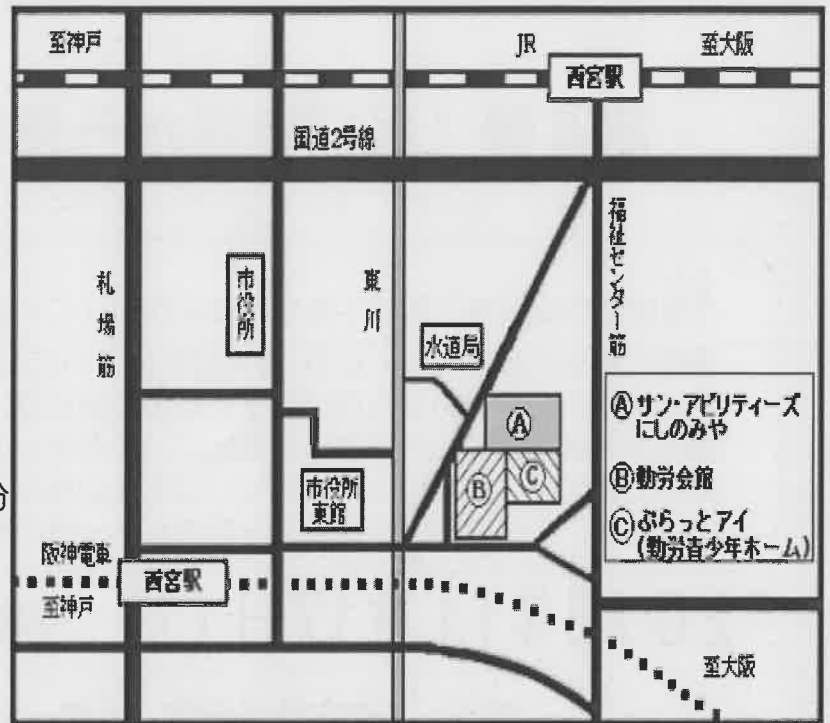 至神戸
JR
至大阪
西宮駅
国道2号線
札場筋
市役所
東川
水道局
福祉センター筋
Ⓐサン・アビリティーズ
にしのみや
Ⓑ勤労会館
Ⓒぷらっとアイ
(勤労青少年ホーム)
Ⓐ
Ⓑ
Ⓒ
市役所
東館
分
阪神電車
西宮駅
至神戸
至大阪